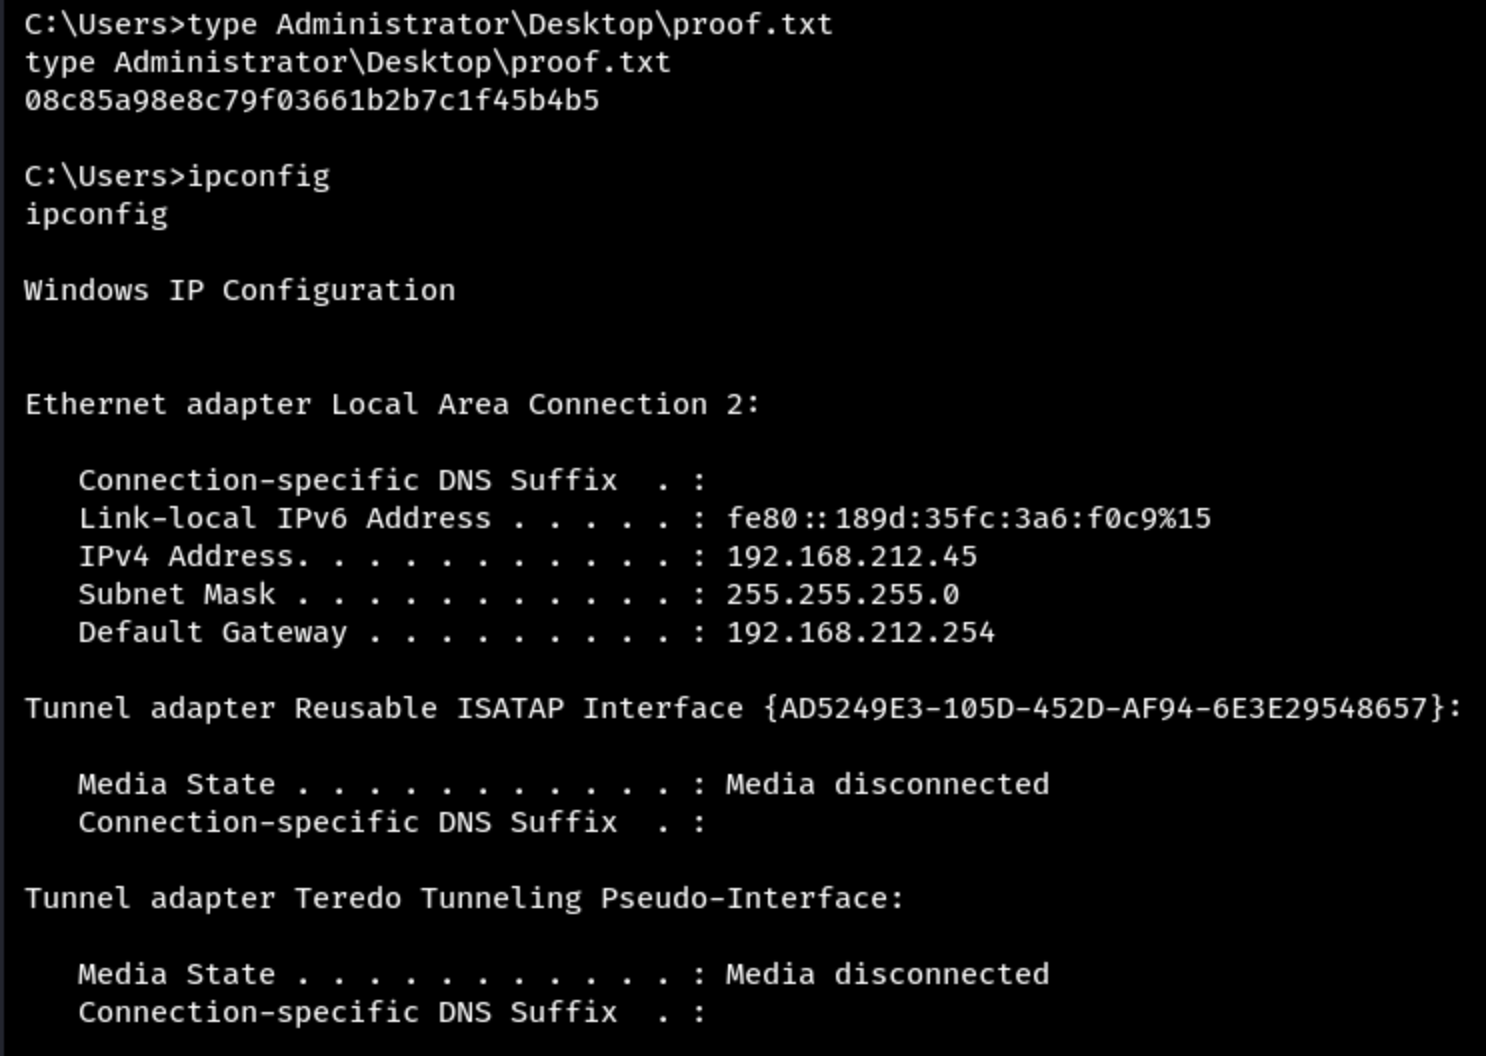 C:\Users>type Administrator\Desktop\proof.txt
type Administrator\Desktop\proof.txt
08c85a98e8c79f03661b2b7c1f45b4b5
C:\Users>ipconfig
ipconfig
Windows IP Configuration
Ethernet adapter Local Area Connection 2:
   Connection-specific DNS Suffix  . :
   Link-local IPv6 Address . . . . . : fe80::189d:35fc:3a6:f0c9%15
   IPv4 Address. . . . . . . . . . . : 192.168.212.45
   Subnet Mask . . . . . . . . . . . : 255.255.255.0
   Default Gateway . . . . . . . . . : 192.168.212.254
Tunnel adapter Reusable ISATAP Interface {AD5249E3-105D-452D-AF94-6E3E29548657}:
   Media State . . . . . . . . . . . : Media disconnected
   Connection-specific DNS Suffix  . :
Tunnel adapter Teredo Tunneling Pseudo-Interface:
   Media State . . . . . . . . . . . : Media disconnected
   Connection-specific DNS Suffix  . :